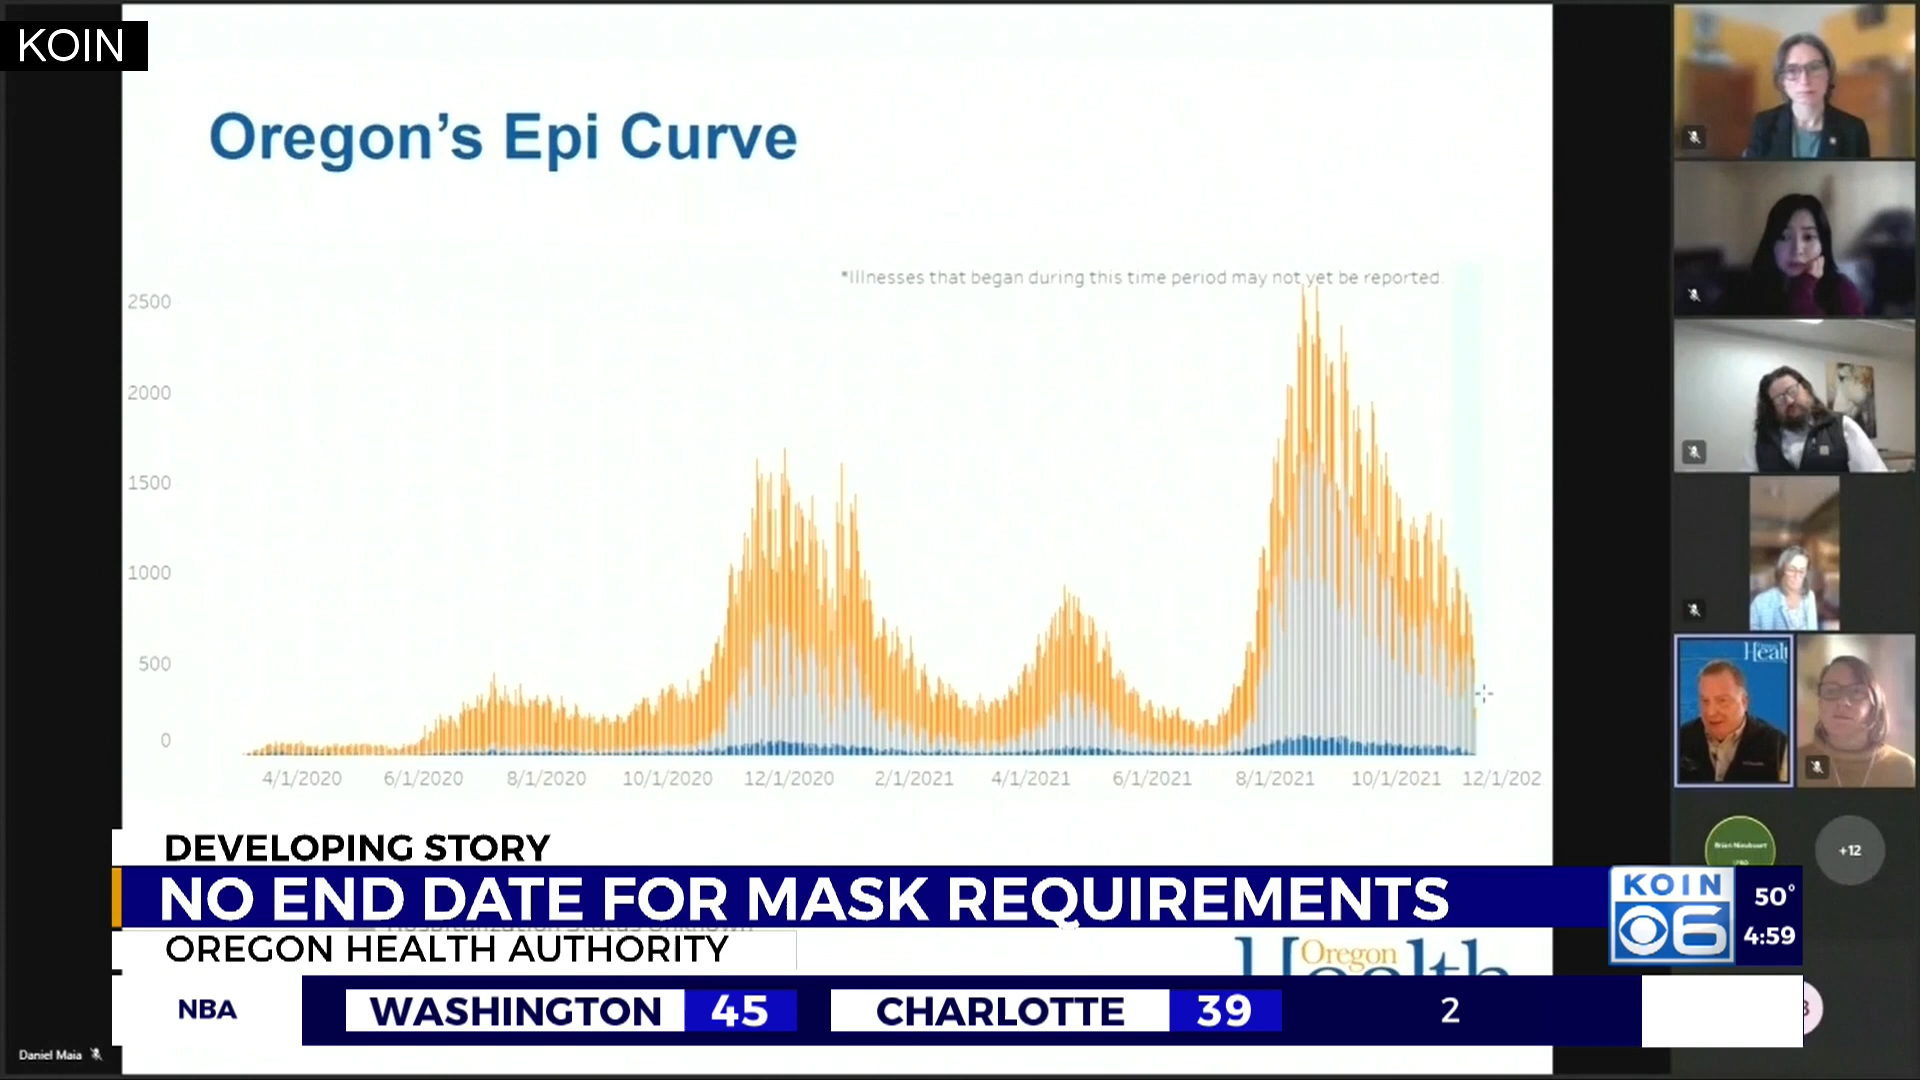 KOIN
Oregon's Epi Curve
*Illnesses that began during this time period may not yet be reported.
2500
2000
1500
1000
500
0
4/1/2020 6/1/2020 8/1/2020 10/1/2020 12/1/2020 2/1/2021 4/1/2021 6/1/2021 8/1/2021 10/1/2021 12/1/202
Healt
+12
DEVELOPING STORY
NO END DATE FOR MASK REQUIREMENTS
OREGON HEALTH AUTHORITY
KOIN
6
50°
4:59
Oregon
Health
NBA WASHINGTON 45 CHARLOTTE 39 2
Daniel Maia